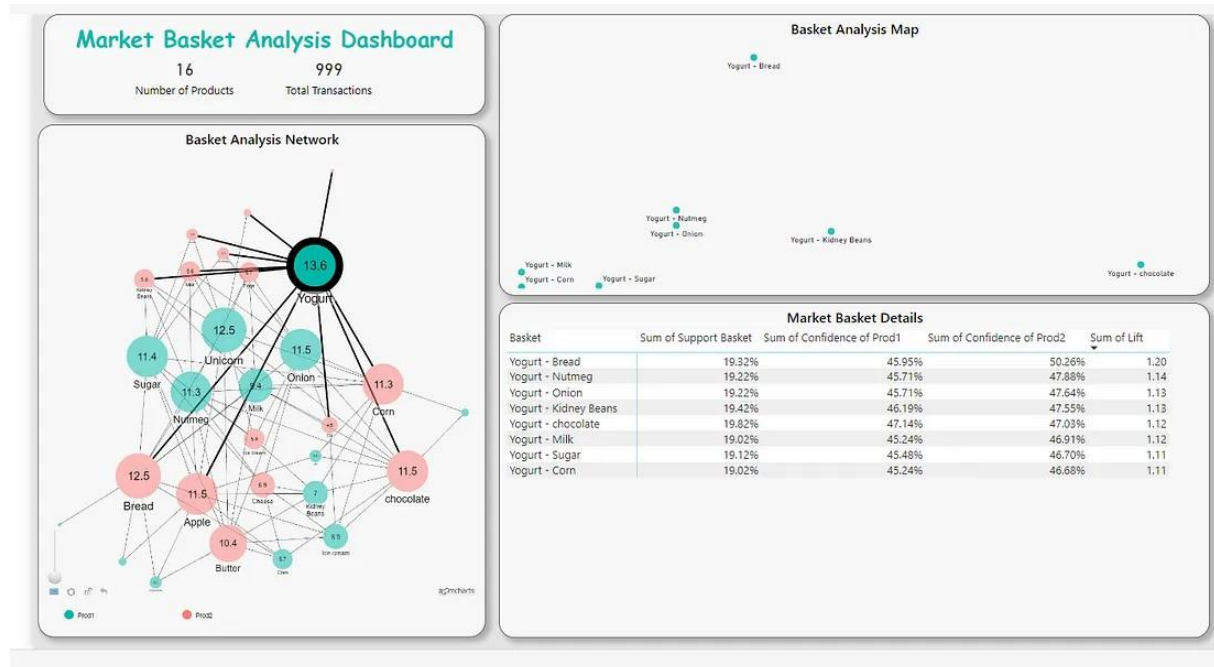 Market Basket Analysis Dashboard
16
999
Number of Products
Total Transactions
Basket Analysis Network
13.6
Yogurt
12.5
Unicorn
11.5
Onion
11.4
Sugar
11.3
Nutmeg
9.4
Milk
11.3
Corn
12.5
Bread
11.5
Apple
11.5
chocolate
10.4
Butter
6.9
Cheese
7
Kidney
Beans
Ice cream
Kidney
Beans
Prod1
Prod2
Basket Analysis Map
Yogurt - Bread
Yogurt - Nutmeg
Yogurt - Onion
Yogurt - Kidney Beans
Yogurt - Milk
Yogurt - Corn
Yogurt - Sugar
Yogurt - chocolate
Market Basket Details
Basket Sum of Support Basket Sum of Confidence of Prod1 Sum of Confidence of Prod2 Sum of Lift
Yogurt - Bread 19.32% 45.95% 50.26% 1.20
Yogurt - Nutmeg 19.22% 45.71% 47.88% 1.14
Yogurt - Onion 19.22% 45.71% 47.64% 1.13
Yogurt - Kidney Beans 19.42% 46.19% 47.55% 1.13
Yogurt - chocolate 19.82% 47.14% 47.03% 1.12
Yogurt - Milk 19.02% 45.24% 46.91% 1.12
Yogurt - Sugar 19.12% 45.48% 46.70% 1.11
Yogurt - Corn 19.02% 45.24% 46.68% 1.11